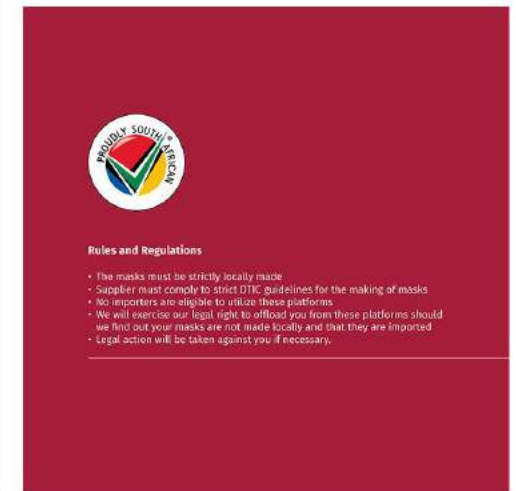 PROUDLY SOUTH AFRICAN
Rules and Regulations
• The masks must be strictly locally made
• Supplier must comply to strict DTIC guidelines for the making of masks
• No importers are eligible to utilize these platforms
• We will exercise our legal right to offload you from these platforms should
we find out your masks are not made locally and that they are imported
• Legal action will be taken against you if necessary.